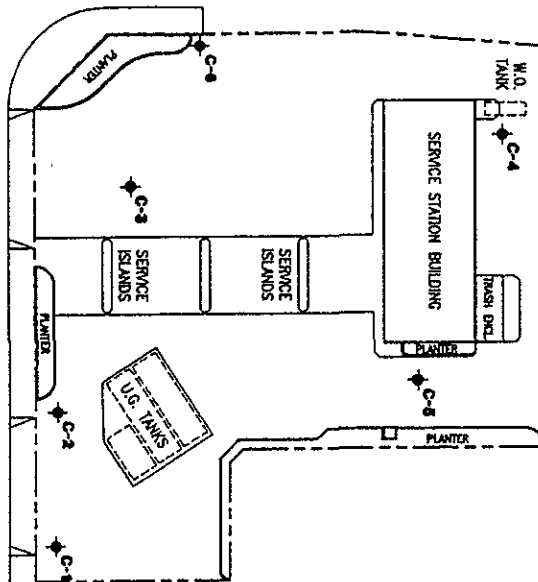 PLANTER
C-6
W.O.
TANK
C-4
SERVICE STATION BUILDING
C-3
SERVICE
ISLANDS
SERVICE
ISLANDS
TRASH ENCL.
PLANTER
PLANTER
U.G. TANKS
C-5
C-2
PLANTER
C-1